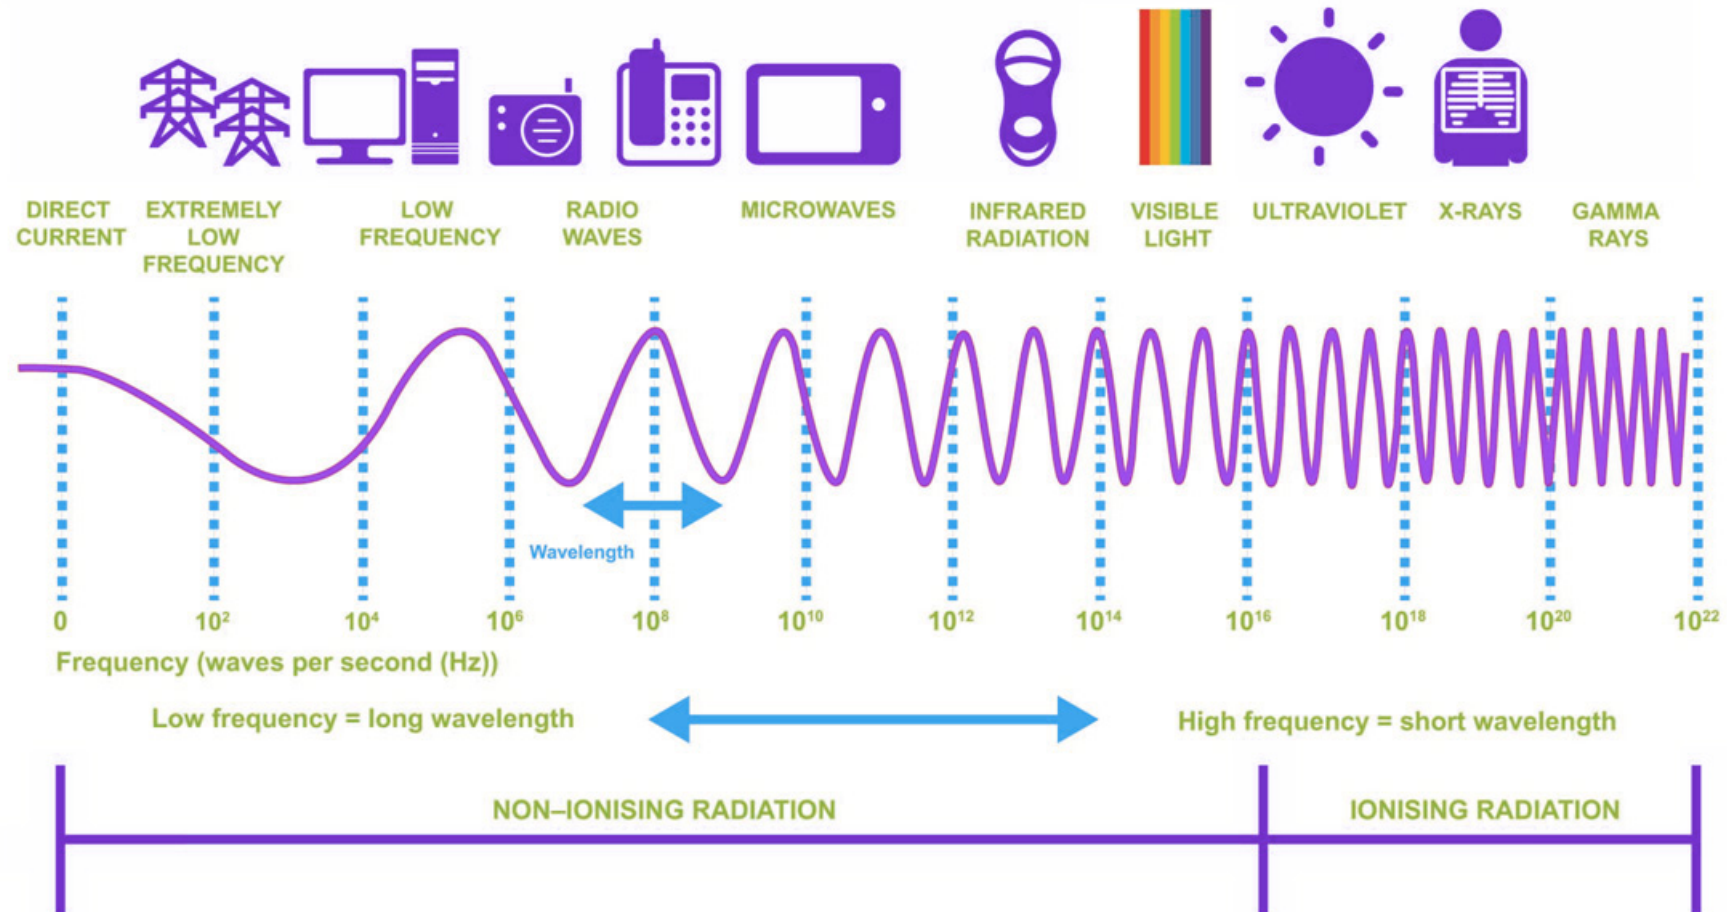 DIRECT
CURRENT
EXTREMELY
LOW
FREQUENCY
LOW
FREQUENCY
RADIO
WAVES
MICROWAVES
INFRARED
RADIATION
VISIBLE
LIGHT
ULTRAVIOLET
X-RAYS
GAMMA
RAYS
Wavelength
0 10² 10⁴ 10⁶ 10⁸ 10¹⁰ 10¹² 10¹⁴ 10¹⁶ 10¹⁸ 10²⁰ 10²²
Frequency (waves per second (Hz))
Low frequency = long wavelength
High frequency = short wavelength
NON–IONISING RADIATION
IONISING RADIATION